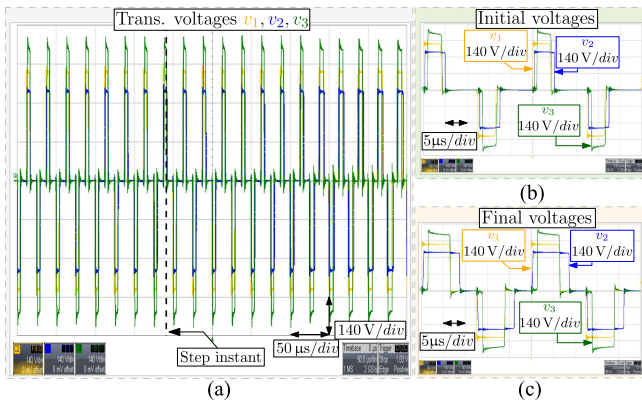 Trans. voltages v₁, v₂, v₃
Step instant
50 µs/div
140 V/div
(a)
Initial voltages
v₁
140 V/div
v₂
140 V/div
v₃
140 V/div
5µs/div
(b)
Final voltages
v₁
140 V/div
v₂
140 V/div
v₃
140 V/div
5µs/div
(c)